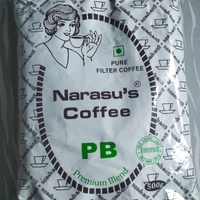 PURE
FILTER COFFEE
Narasu's®
Coffee
PB
Premium Blend
500g